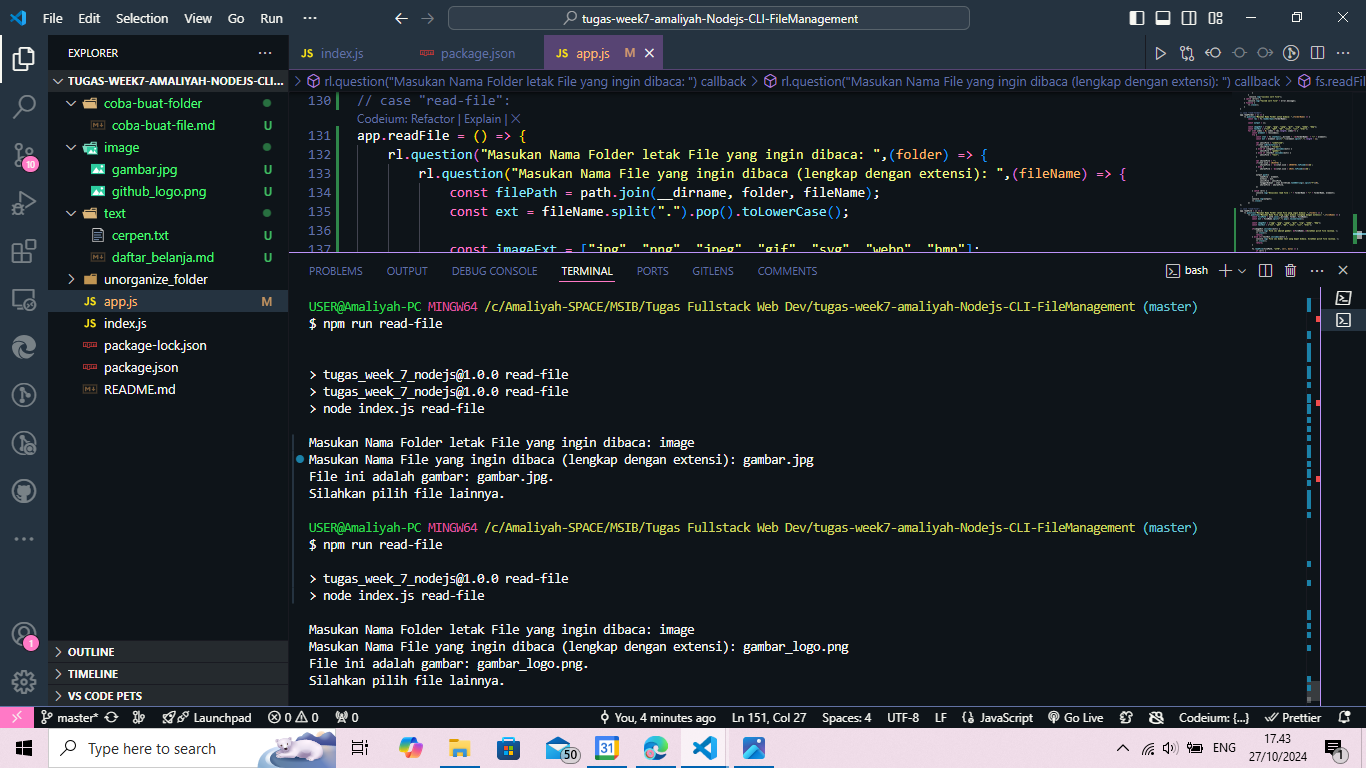 File Edit Selection View Go Run ···
tugas-week7-amaliyah-Nodejs-CLI-FileManagement
EXPLORER ···
TUGAS-WEEK7-AMALIYAH-NODEJS-CLI...
coba-buat-folder
coba-buat-file.md U
image
gambar.jpg U
github_logo.png U
text
cerpen.txt U
daftar_belanja.md U
unorganize_folder
JS app.js M
JS index.js
package-lock.json
package.json
README.md
OUTLINE
TIMELINE
VS CODE PETS
JS index.js
package.json
JS app.js M
rl.question("Masukan Nama Folder letak File yang ingin dibaca: ") callback > rl.question("Masukan Nama File yang ingin dibaca (lengkap dengan extensi): ") callback > fs.readFil
130 // case "read-file":
Codeium: Refactor | Explain | X
131 app.readFile = () => {
132 rl.question("Masukan Nama Folder letak File yang ingin dibaca: ",(folder) => {
133 rl.question("Masukan Nama File yang ingin dibaca (lengkap dengan extensi): ",(fileName) => {
134 const filePath = path.join(__dirname, folder, fileName);
135 const ext = fileName.split(".").pop().toLowerCase();
136
137 const imageExt = ["jpg", "png", "jpeg", "gif", "svg", "webp", "bmp"];
PROBLEMS OUTPUT DEBUG CONSOLE TERMINAL PORTS GITLENS COMMENTS
bash
USER@Amaliyah-PC MINGW64 /c/Amaliyah-SPACE/MSIB/Tugas Fullstack Web Dev/tugas-week7-amaliyah-Nodejs-CLI-FileManagement (master)
$ npm run read-file
> tugas_week_7_nodejs@1.0.0 read-file
> tugas_week_7_nodejs@1.0.0 read-file
> node index.js read-file
Masukan Nama Folder letak File yang ingin dibaca: image
Masukan Nama File yang ingin dibaca (lengkap dengan extensi): gambar.jpg
File ini adalah gambar: gambar.jpg.
Silahkan pilih file lainnya.
USER@Amaliyah-PC MINGW64 /c/Amaliyah-SPACE/MSIB/Tugas Fullstack Web Dev/tugas-week7-amaliyah-Nodejs-CLI-FileManagement (master)
$ npm run read-file
> tugas_week_7_nodejs@1.0.0 read-file
> node index.js read-file
Masukan Nama Folder letak File yang ingin dibaca: image
Masukan Nama File yang ingin dibaca (lengkap dengan extensi): gambar_logo.png
File ini adalah gambar: gambar_logo.png.
Silahkan pilih file lainnya.
10
1
master* Launchpad 0 0 0 You, 4 minutes ago Ln 151, Col 27 Spaces: 4 UTF-8 LF {} JavaScript Go Live Codeium: {...} Prettier
Type here to search
50
31
ENG
17.43
27/10/2024
1